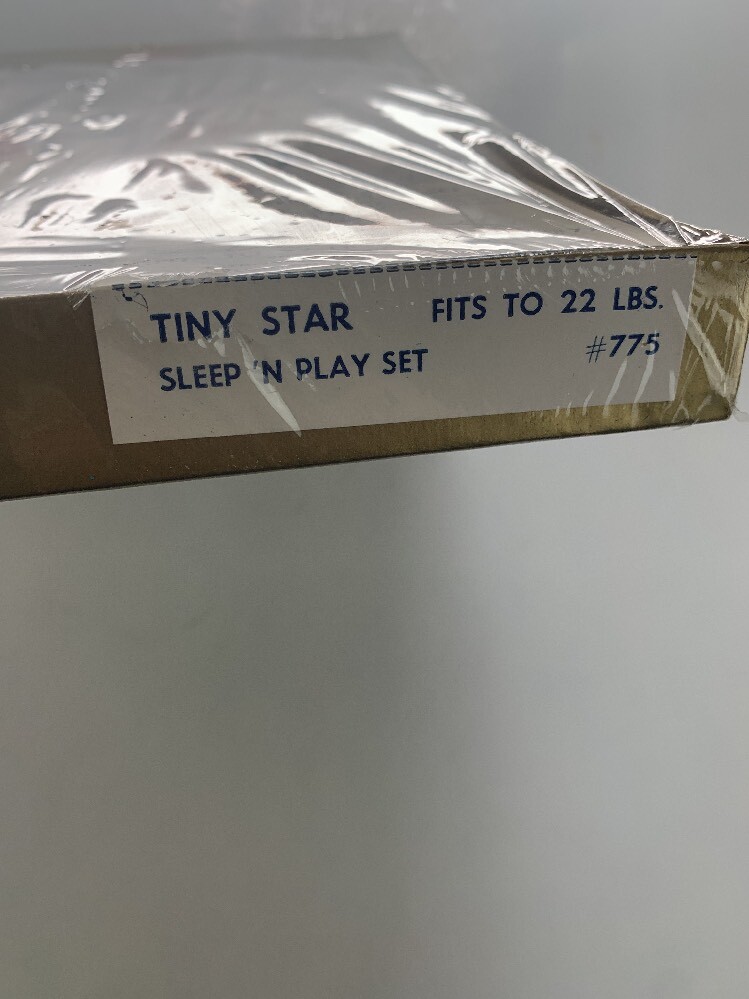 TINY STAR FITS TO 22 LBS.
SLEEP 'N PLAY SET #775